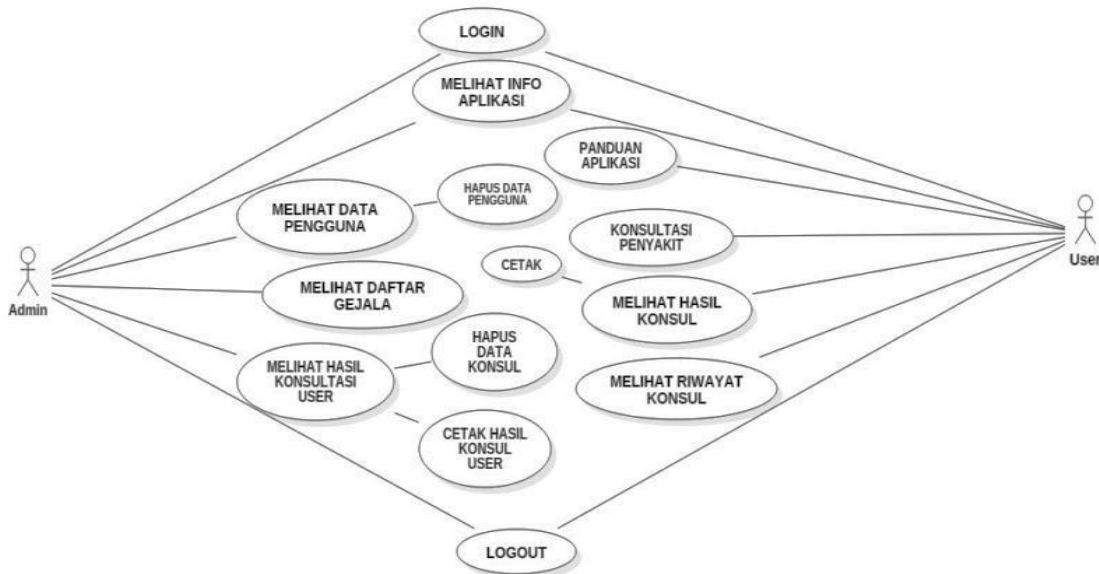 LOGIN
MELIHAT INFO
APLIKASI
PANDUAN
APLIKASI
HAPUS DATA
PENGGUNA
MELIHAT DATA
PENGGUNA
KONSULTASI
PENYAKIT
CETAK
User
Admin
MELIHAT DAFTAR
GEJALA
MELIHAT HASIL
KONSUL
HAPUS
DATA
KONSUL
MELIHAT HASIL
KONSULTASI
USER
MELIHAT RIWAYAT
KONSUL
CETAK HASIL
KONSUL
USER
LOGOUT